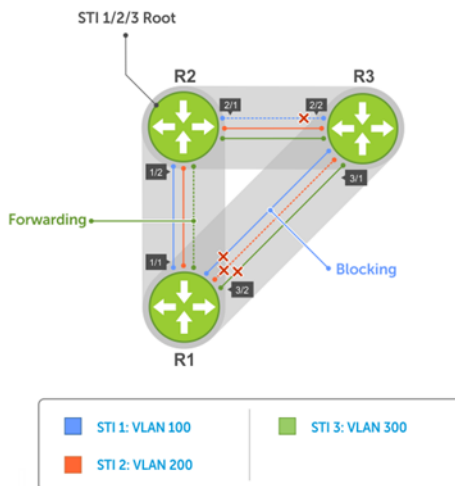 STI 1/2/3 Root
R2
R3
2/1
2/2
1/2
3/1
Forwarding
1/1
Blocking
3/2
R1
STI 1: VLAN 100
STI 3: VLAN 300
STI 2: VLAN 200